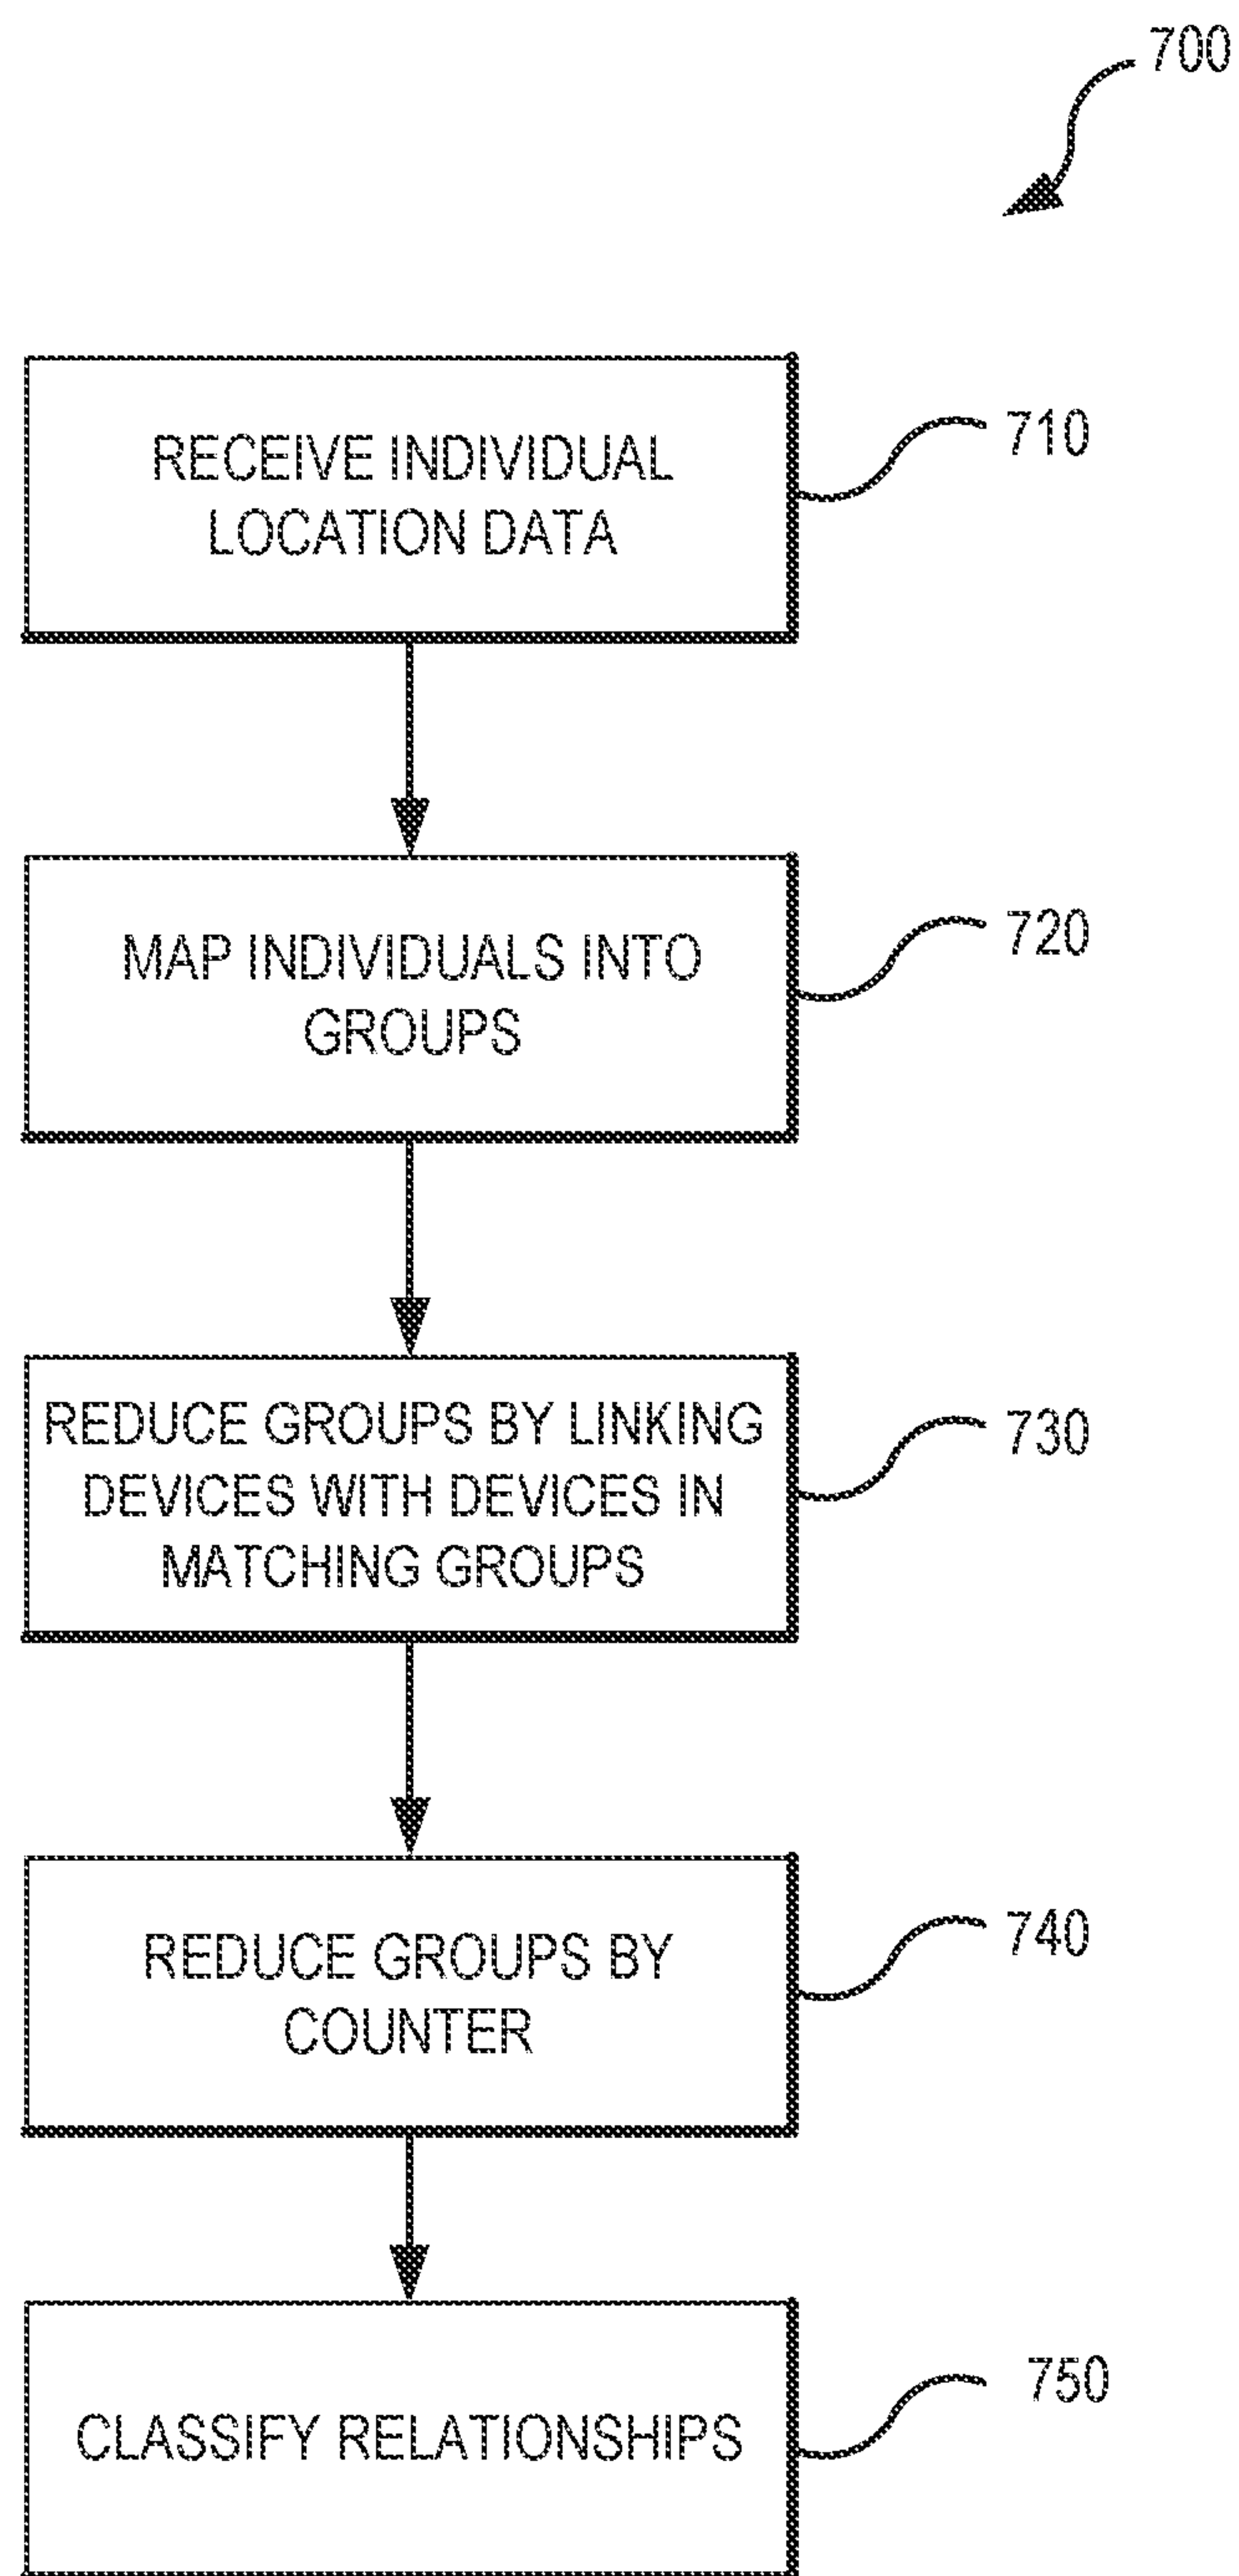 700
RECEIVE INDIVIDUAL
LOCATION DATA
710
MAP INDIVIDUALS INTO
GROUPS
720
REDUCE GROUPS BY LINKING
DEVICES WITH DEVICES IN
MATCHING GROUPS
730
REDUCE GROUPS BY
COUNTER
740
CLASSIFY RELATIONSHIPS
750